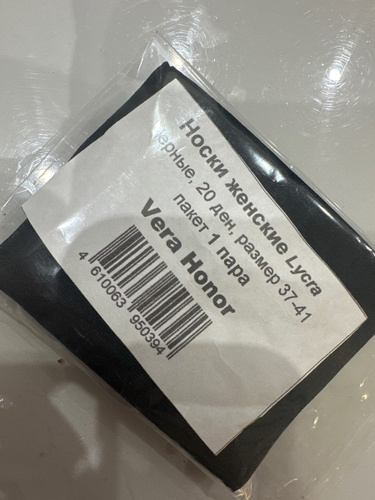 Носки женские Lycra
черные, 20 ден, размер 37-41
пакет 1 пара
Vera Honor
4 610063 950394